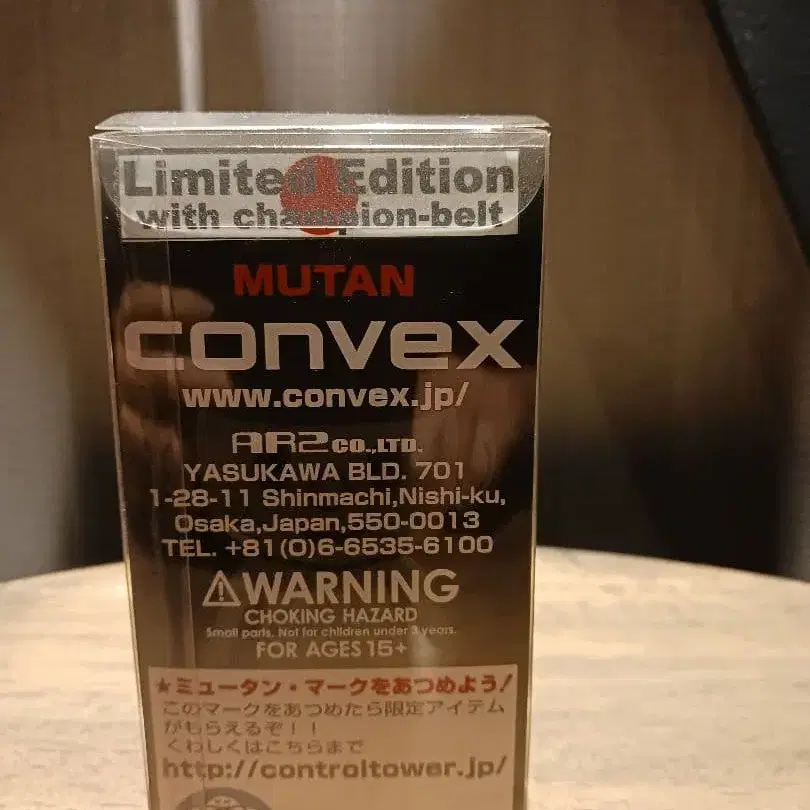 Limited Edition
with champion-belt
MUTAN
convex
www.convex.jp/
AR2 CO.,LTD.
YASUKAWA BLD. 701
1-28-11 Shinmachi,Nishi-ku,
Osaka,Japan,550-0013
TEL. +81(0)6-6535-6100
⚠WARNING
CHOKING HAZARD
Small parts. Not for children under 3 years.
FOR AGES 15+
★ミュータン・マークをあつめよう!
このマークをあつめたら限定アイテム
がもらえるぞ!!
くわしくはこちらまで
http://controltower.jp/